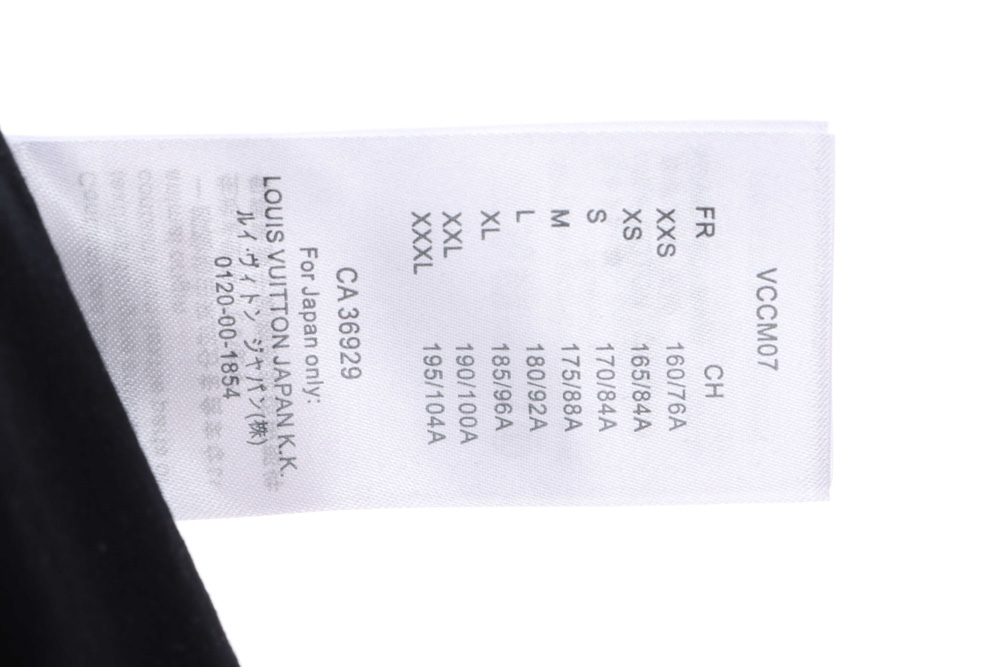 VCCM07
FR CH
XXS 160/76A
XS 165/84A
S 170/84A
M 175/88A
L 180/92A
XL 185/96A
XXL 190/100A
XXXL 195/104A
CA 36929
For Japan only:
LOUIS VUITTON JAPAN K.K.
ルイ・ヴィトン ジャパン(株)
0120-00-1854